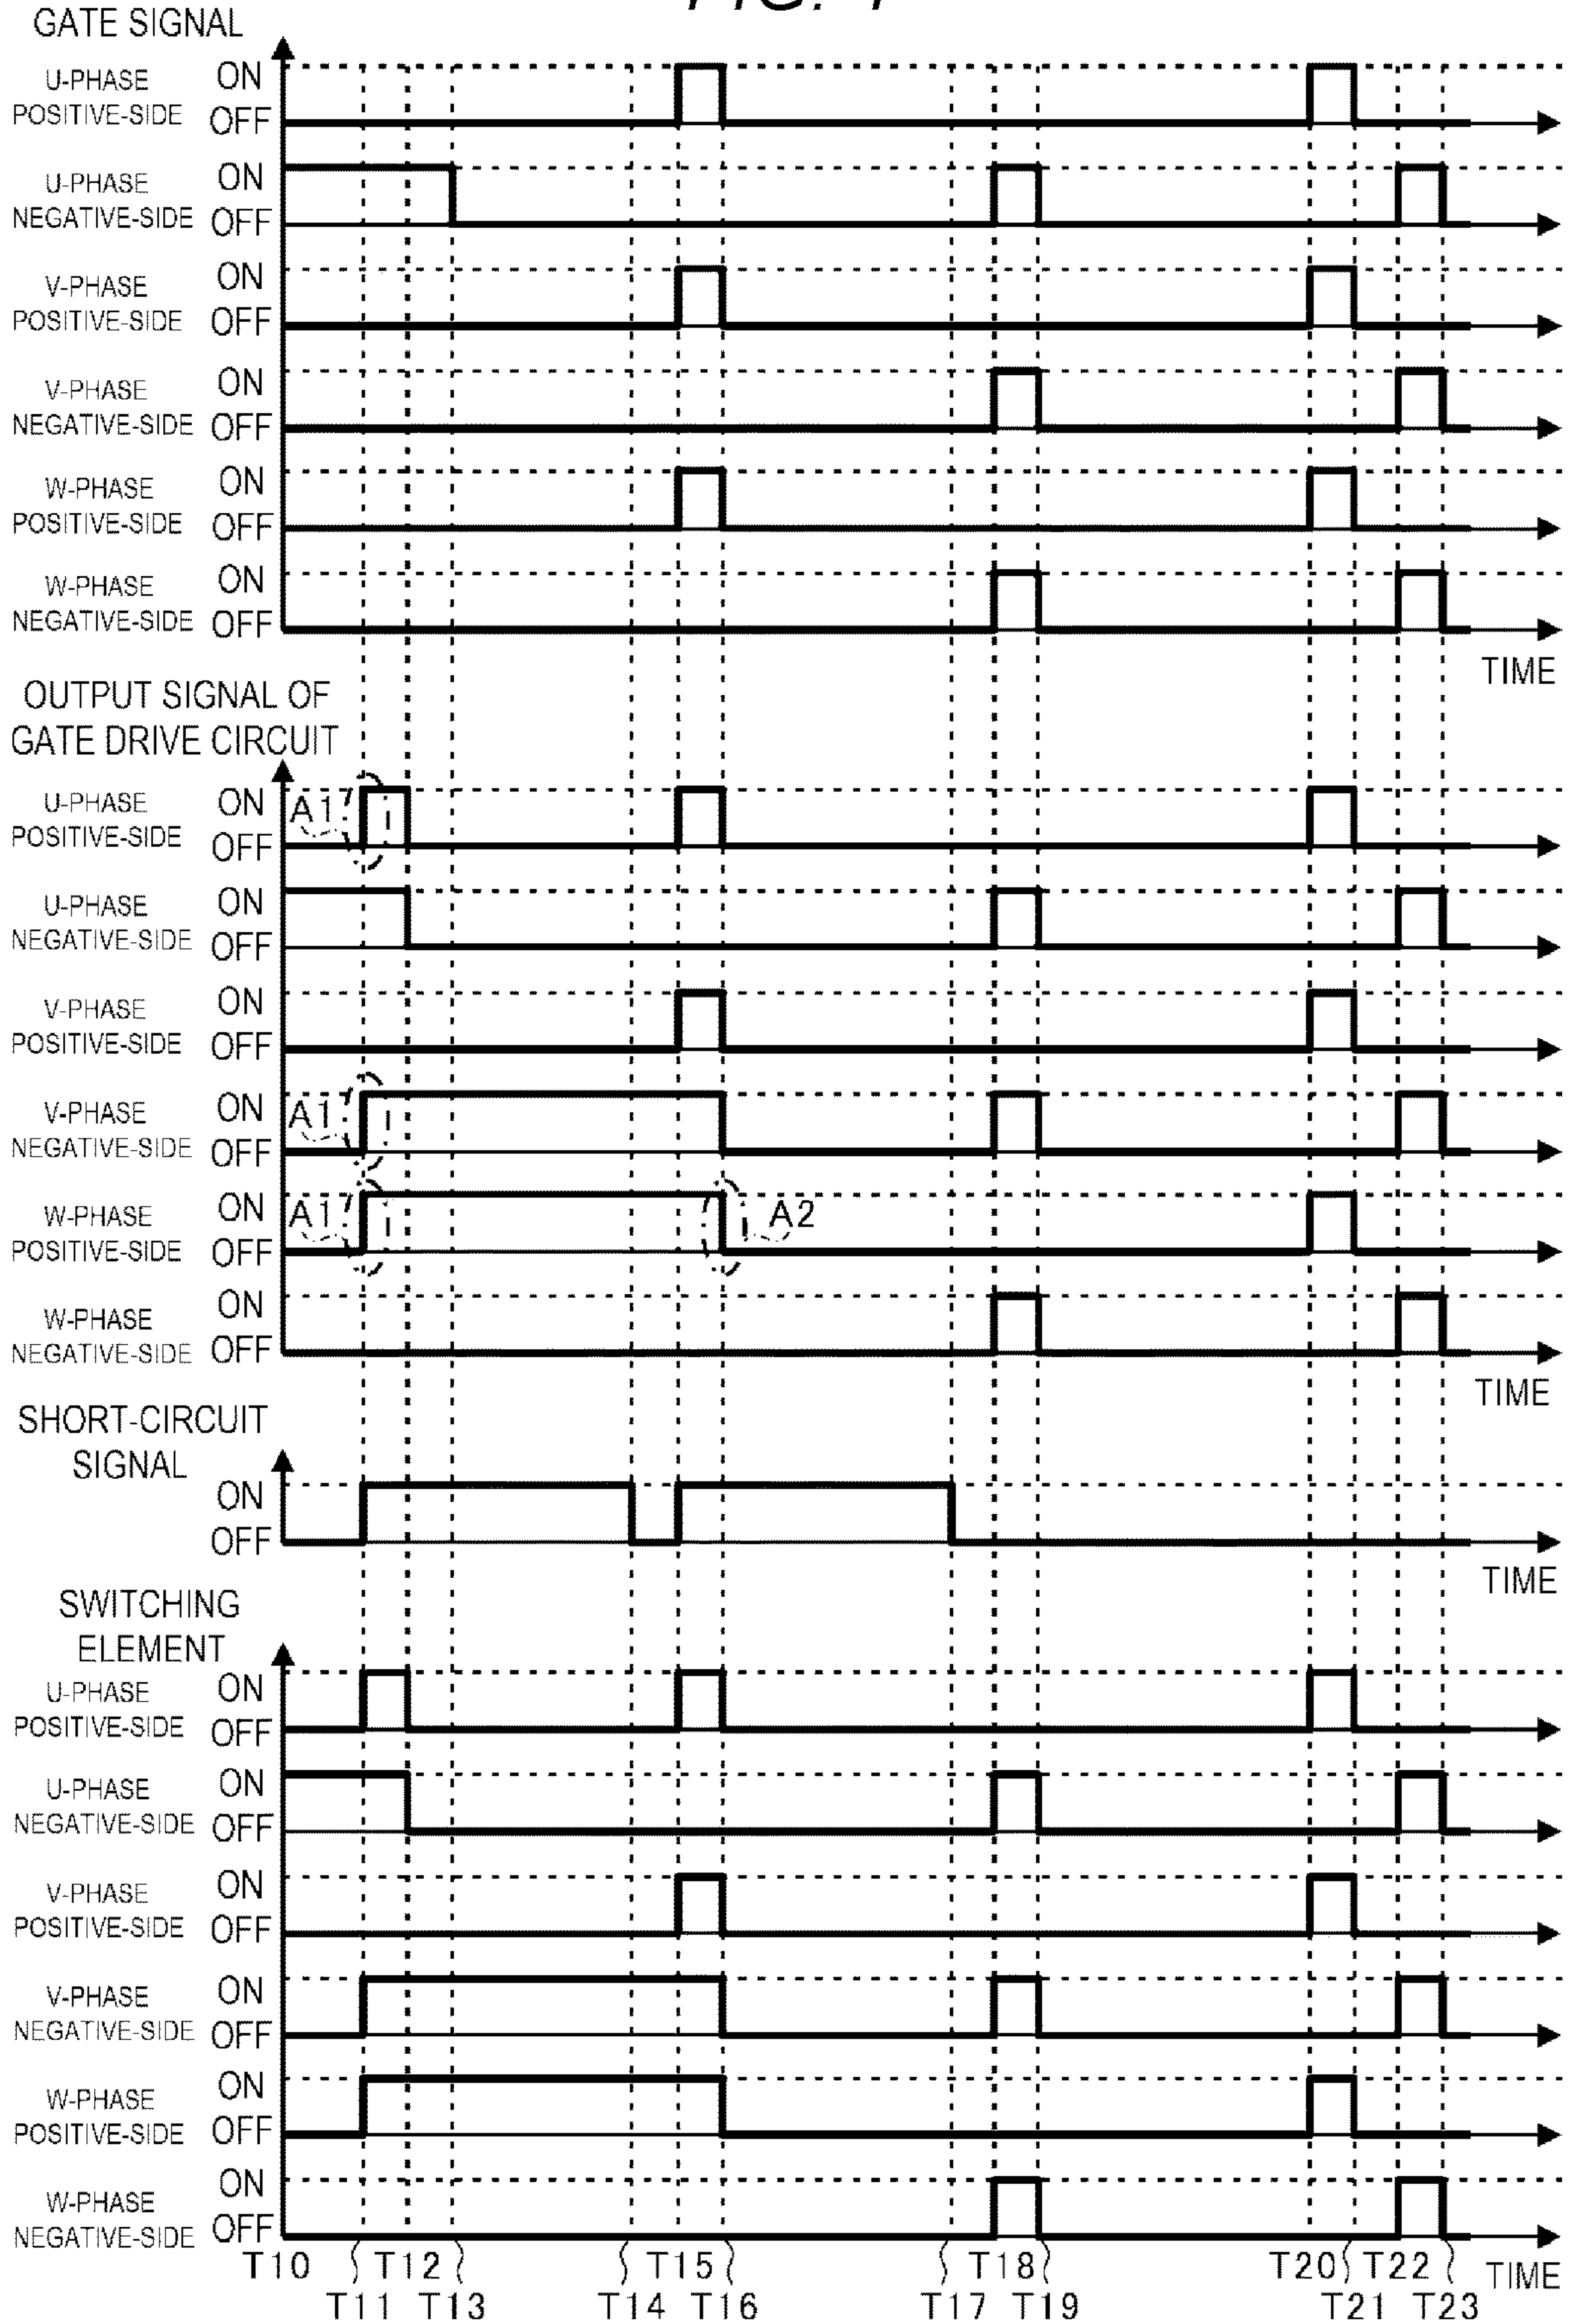 GATE SIGNAL
U-PHASE
POSITIVE-SIDE
ON
OFF
U-PHASE
NEGATIVE-SIDE
ON
OFF
V-PHASE
POSITIVE-SIDE
ON
OFF
V-PHASE
NEGATIVE-SIDE
ON
OFF
W-PHASE
POSITIVE-SIDE
ON
OFF
W-PHASE
NEGATIVE-SIDE
ON
OFF
TIME
OUTPUT SIGNAL OF
GATE DRIVE CIRCUIT
U-PHASE
POSITIVE-SIDE
ON
OFF
A1
U-PHASE
NEGATIVE-SIDE
ON
OFF
V-PHASE
POSITIVE-SIDE
ON
OFF
V-PHASE
NEGATIVE-SIDE
ON
OFF
A1
W-PHASE
POSITIVE-SIDE
ON
OFF
A1
A2
W-PHASE
NEGATIVE-SIDE
ON
OFF
TIME
SHORT-CIRCUIT
SIGNAL
ON
OFF
TIME
SWITCHING
ELEMENT
U-PHASE
POSITIVE-SIDE
ON
OFF
U-PHASE
NEGATIVE-SIDE
ON
OFF
V-PHASE
POSITIVE-SIDE
ON
OFF
V-PHASE
NEGATIVE-SIDE
ON
OFF
W-PHASE
POSITIVE-SIDE
ON
OFF
W-PHASE
NEGATIVE-SIDE
ON
OFF
T10 T12 T15 T18 T20 T22 TIME
T11 T13 T14 T16 T17 T19 T21 T23